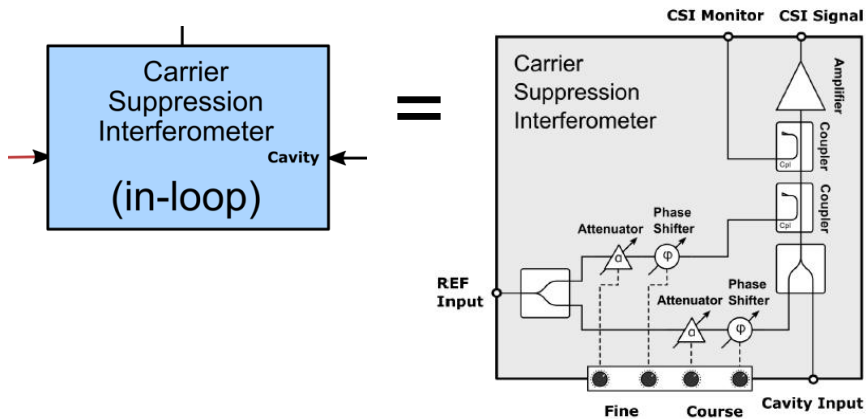 CSI Monitor
CSI Signal
Carrier
Suppression
Interferometer
Cavity
(in-loop)
=
Carrier
Suppression
Interferometer
Amplifier
Coupler
Cpl
Coupler
Cpl
Attenuator
Phase
Shifter
α
φ
REF
Input
Attenuator
Phase
Shifter
α
φ
Fine
Course
Cavity Input